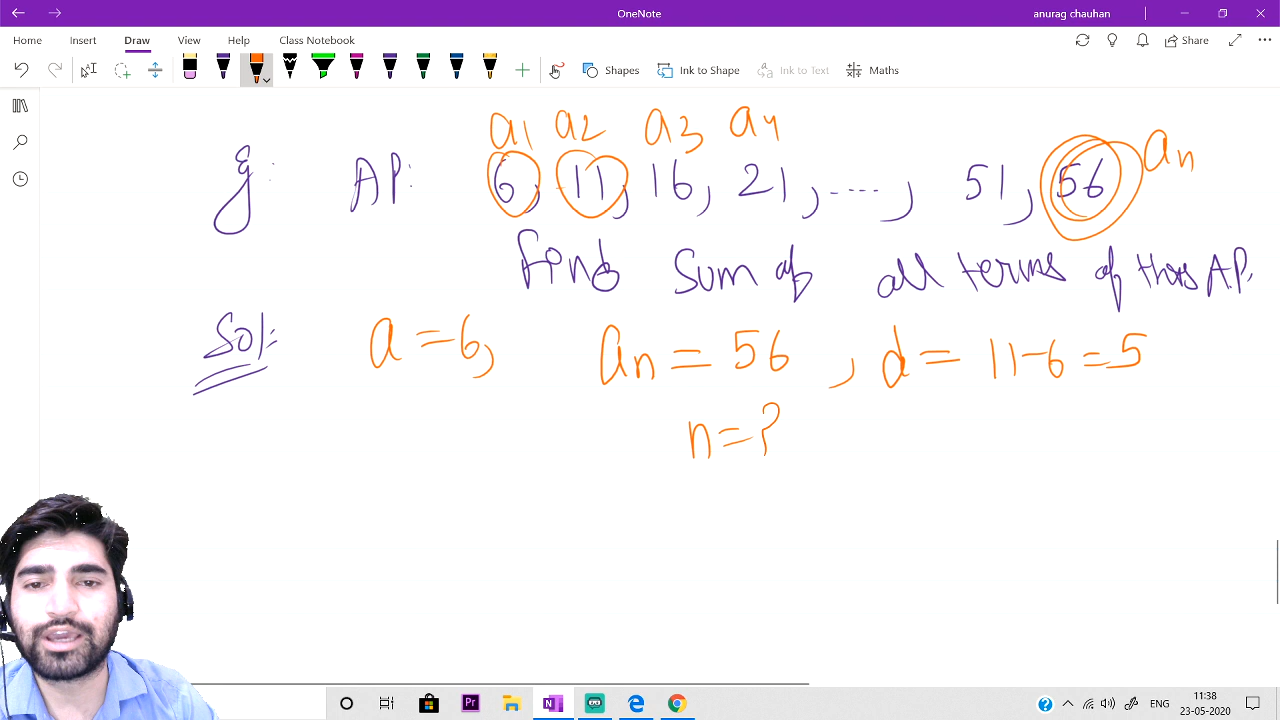 OneNote
anurag chauhan
Home Insert Draw View Help Class Notebook
Share
Shapes Ink to Shape Ink to Text Maths
a1 a2 a3 a4
AP: 6, 11, 16, 21, ...., 51, 56 an
Find Sum of all terms of this AP.
Sol:
a = 6, an = 56, d = 11-6=5
n=?
ENG
11:38
23-05-2020